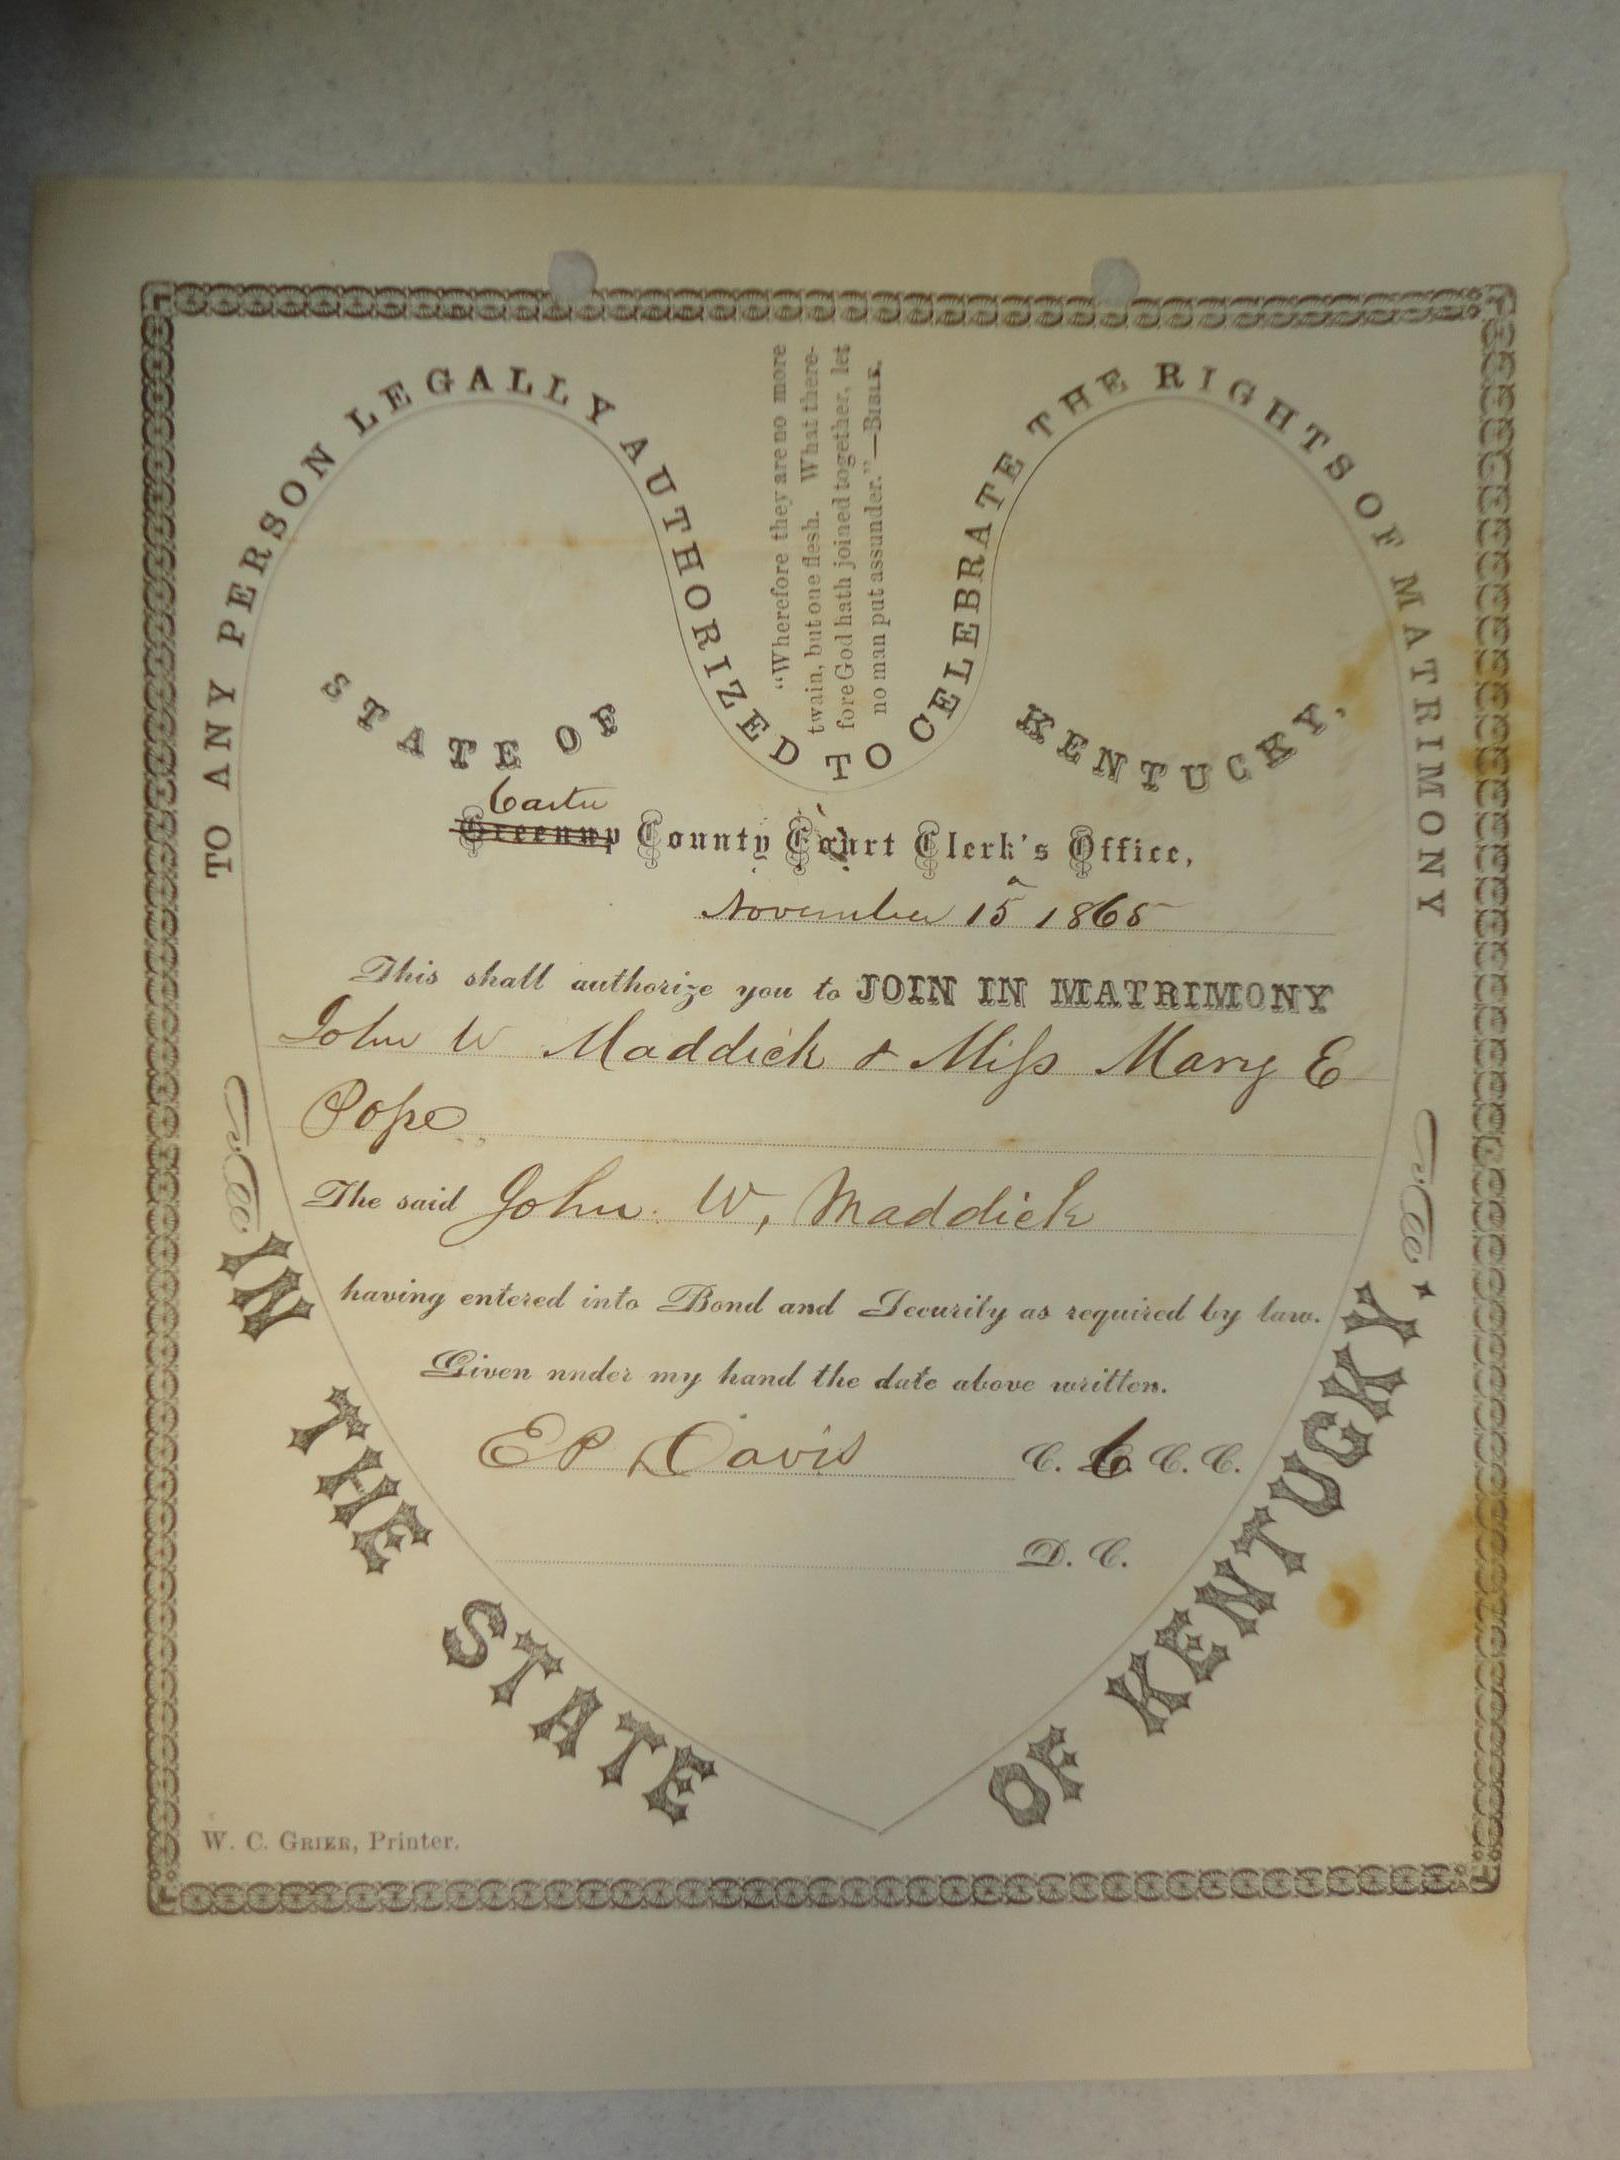 TO ANY PERSON LEGALLY AUTHORIZED TO CELEBRATE THE RIGHTS OF MATRIMONY
"Wherefore they are no more
twain, but one flesh. What there-
fore God hath joined together, let
no man put assunder."—BIBLE.
STATE OF KENTUCKY,
Carter
Greenup County Court Clerk's Office,
November 15 1865
This shall authorize you to JOIN IN MATRIMONY
John W Maddick & Miss Mary E
Pope
The said John W, Maddick
having entered into Bond and Security as required by law.
Given nnder my hand the date above written.
EP Davis C. C. C. C.
D. C.
IN THE STATE OF KENTUCKY.
W. C. GRIER, Printer.